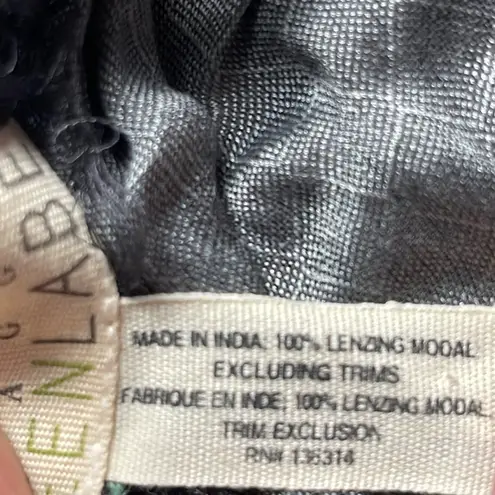 MADE IN INDIA, 100% LENZING MODAL
EXCLUDING TRIMS
FABRIQUE EN INDE, 100% LENZING MODAL
TRIM EXCLUSION
RN# 136314